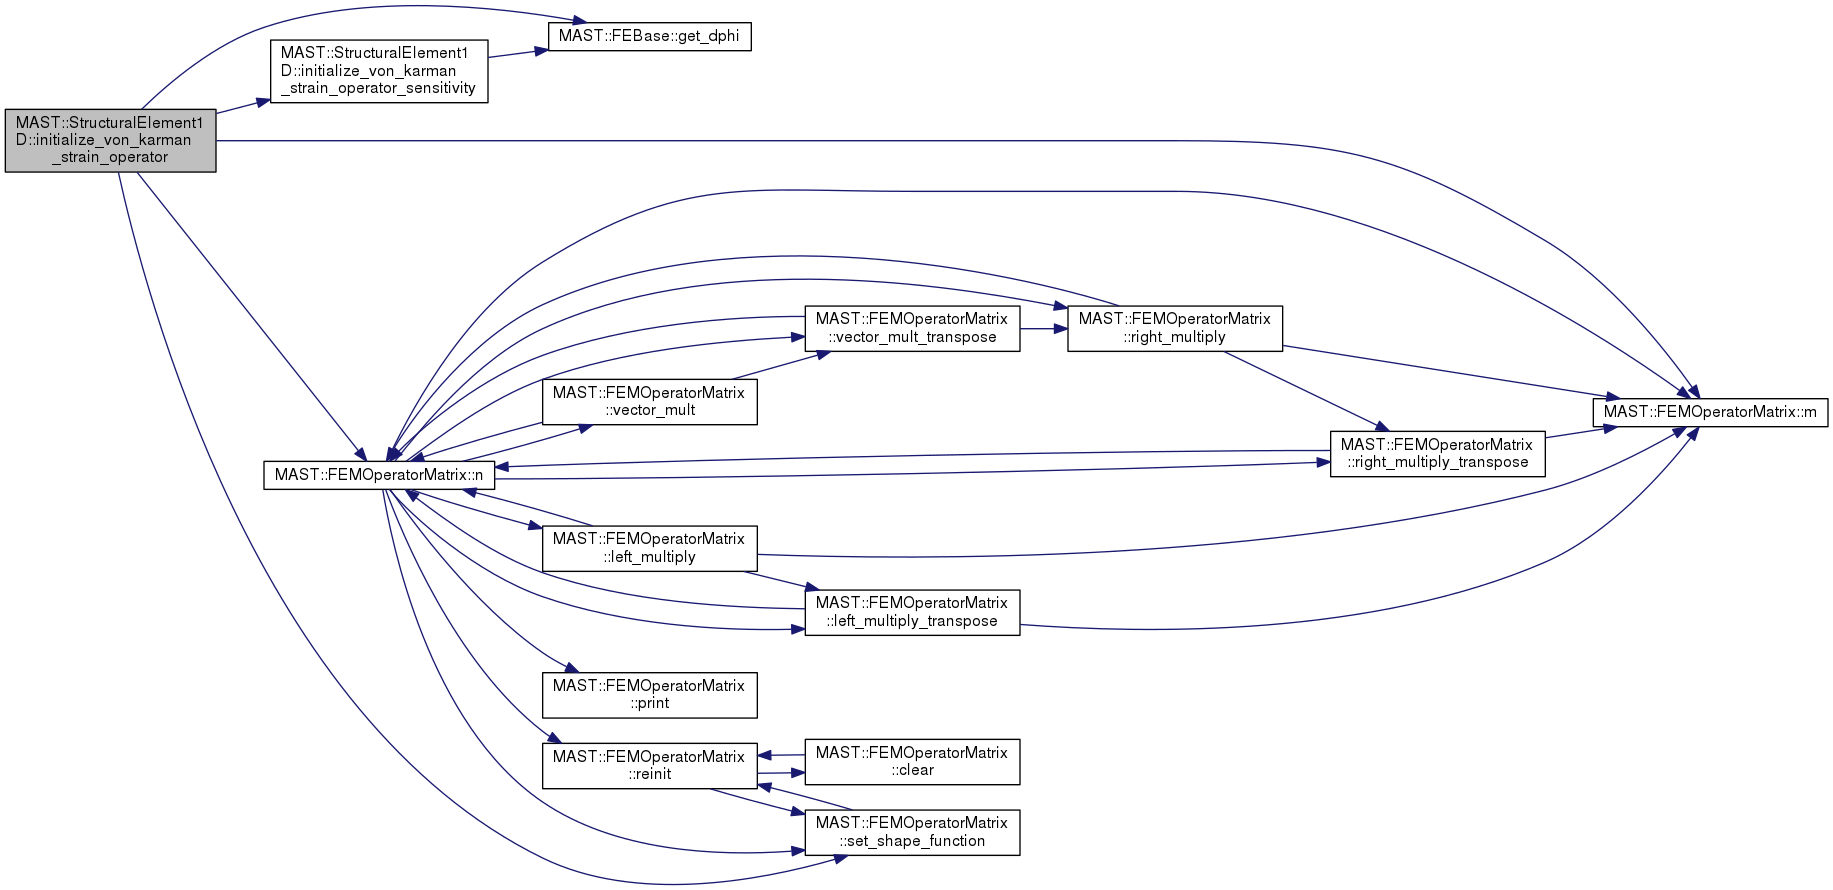 MAST::FEBase::get_dphi
MAST::StructuralElement1
D::initialize_von_karman
_strain_operator_sensitivity
MAST::StructuralElement1
D::initialize_von_karman
_strain_operator
MAST::FEMOperatorMatrix
::vector_mult_transpose
MAST::FEMOperatorMatrix
::right_multiply
MAST::FEMOperatorMatrix
::vector_mult
MAST::FEMOperatorMatrix::m
MAST::FEMOperatorMatrix
::right_multiply_transpose
MAST::FEMOperatorMatrix::n
MAST::FEMOperatorMatrix
::left_multiply
MAST::FEMOperatorMatrix
::left_multiply_transpose
MAST::FEMOperatorMatrix
::print
MAST::FEMOperatorMatrix
::reinit
MAST::FEMOperatorMatrix
::clear
MAST::FEMOperatorMatrix
::set_shape_function